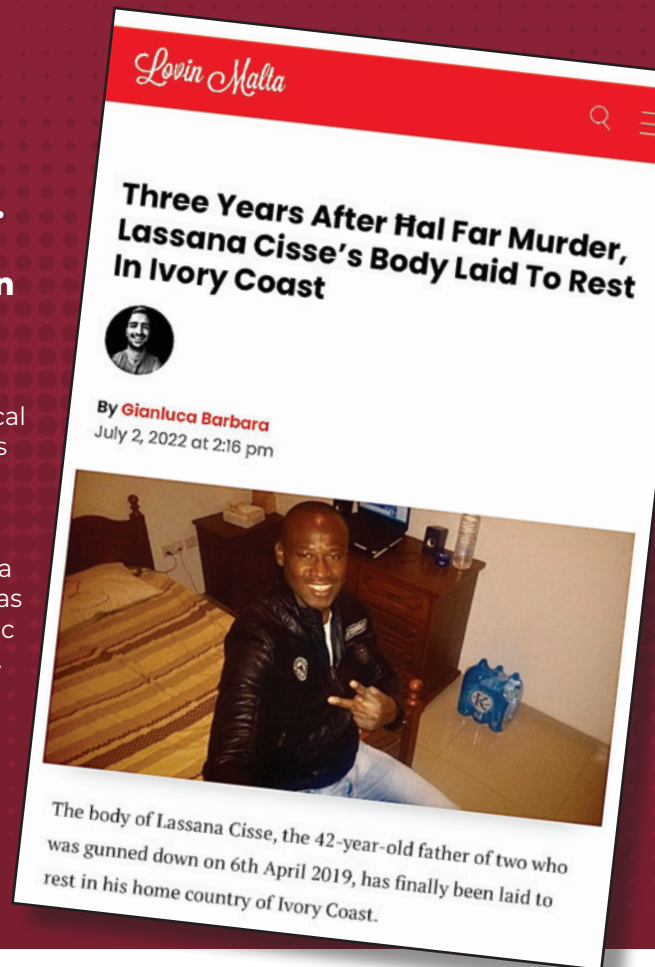 Lovin Malta
Three Years After Ħal Far Murder,
Lassana Cisse's Body Laid To Rest
In Ivory Coast
By Gianluca Barbara
July 2, 2022 at 2:16 pm
The body of Lassana Cisse, the 42-year-old father of two who
was gunned down on 6th April 2019, has finally been laid to
rest in his home country of Ivory Coast.